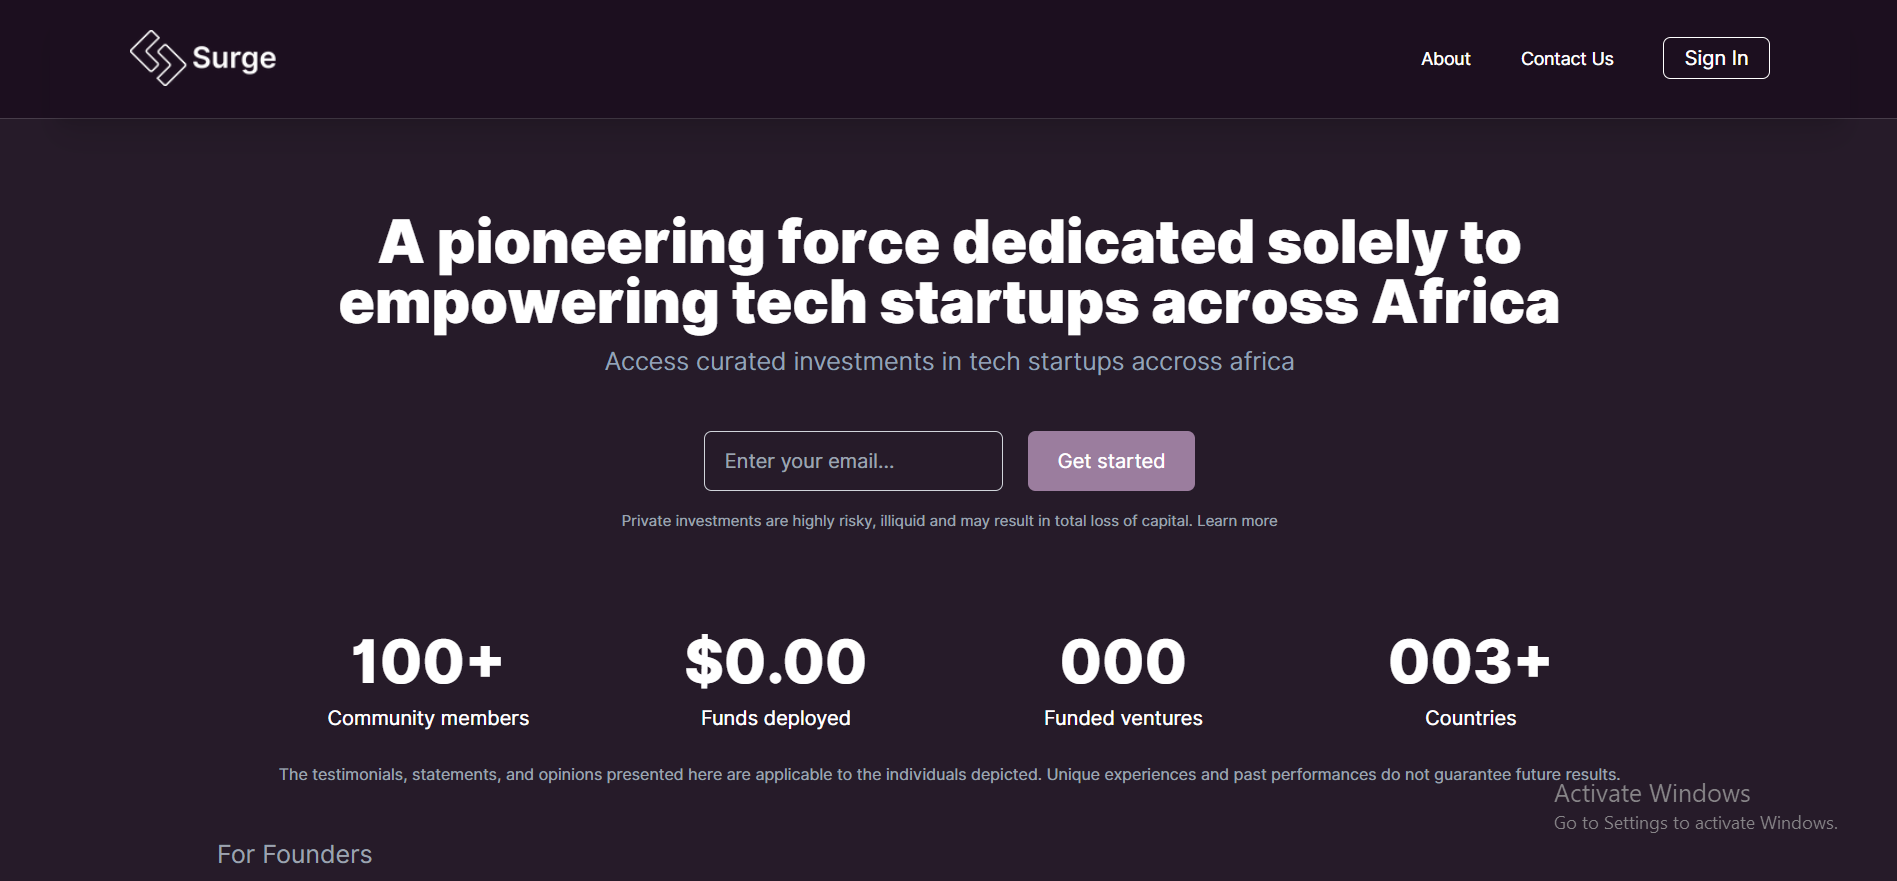 Surge
About
Contact Us
Sign In
A pioneering force dedicated solely to
empowering tech startups across Africa
Access curated investments in tech startups accross africa
Enter your email...
Get started
Private investments are highly risky, illiquid and may result in total loss of capital. Learn more
100+
Community members
$0.00
Funds deployed
000
Funded ventures
003+
Countries
The testimonials, statements, and opinions presented here are applicable to the individuals depicted. Unique experiences and past performances do not guarantee future results.
Activate Windows
Go to Settings to activate Windows.
For Founders